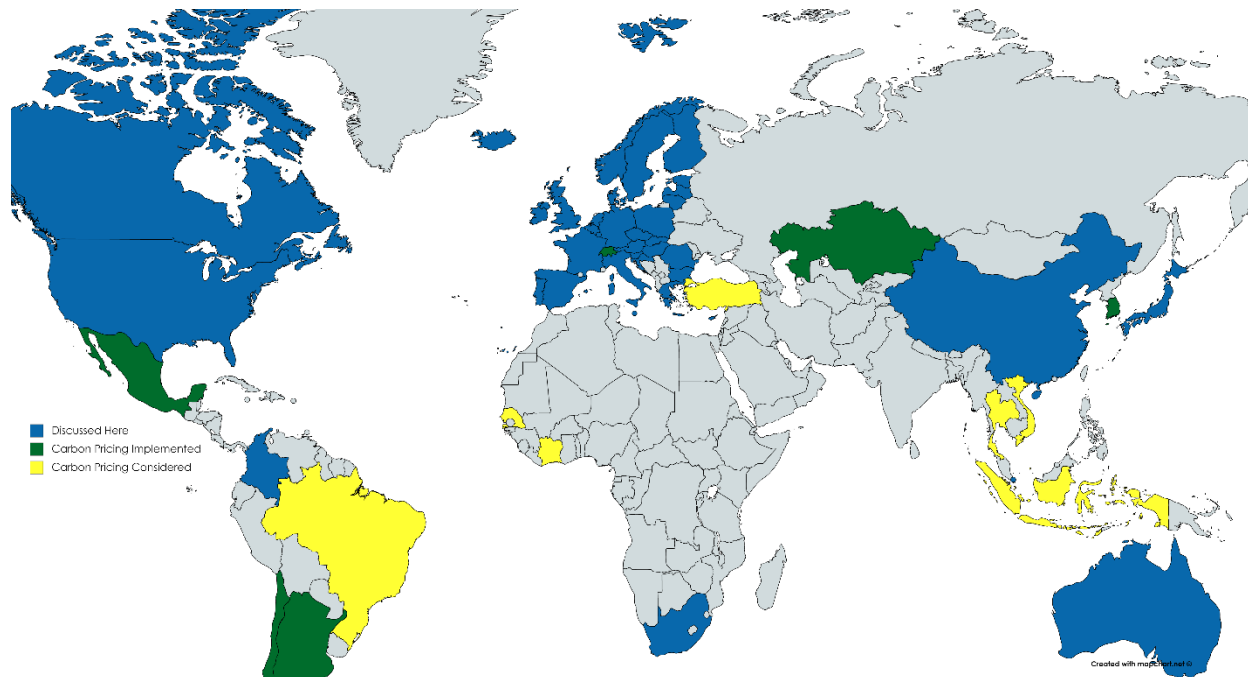 Discussed Here
Carbon Pricing Implemented
Carbon Pricing Considered
Created with mapchart.net ©